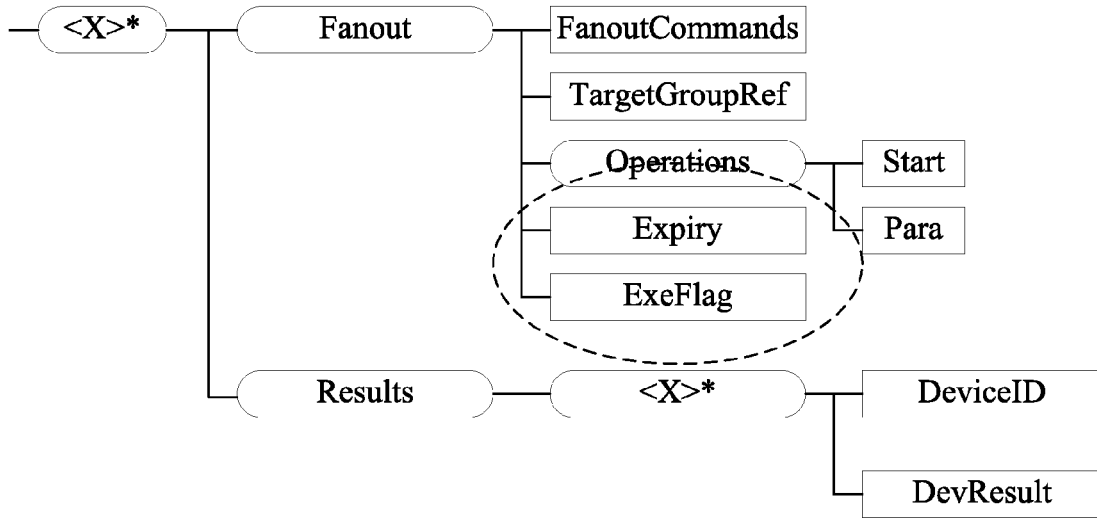 <X>* Fanout FanoutCommands
TargetGroupRef
Operations Start
Expiry Para
ExeFlag
Results <X>* DeviceID
DevResult